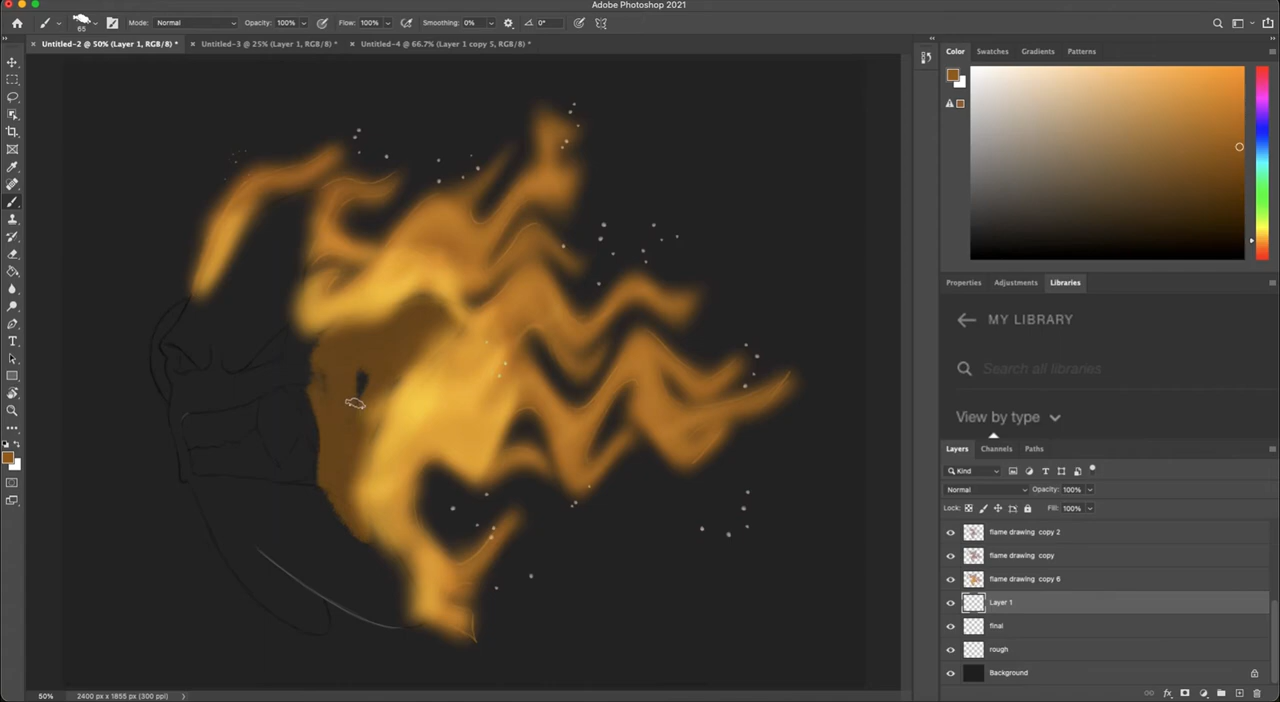 Adobe Photoshop 2021
65
Mode: Normal
Opacity: 100%
Flow: 100%
Smoothing: 0%
0°
Untitled-2 @ 50% (Layer 1, RGB/8) *
Untitled-3 @ 25% (Layer 1, RGB/8) *
Untitled-4 @ 66.7% (Layer 1 copy 5, RGB/8) *
Color
Swatches
Gradients
Patterns
Properties
Adjustments
Libraries
MY LIBRARY
Search all libraries
View by type
Layers
Channels
Paths
Kind
Normal
Opacity: 100%
Lock:
Fill: 100%
flame drawing copy 2
flame drawing copy
flame drawing copy 6
Layer 1
final
rough
Background
50%
2400 px x 1855 px (300 ppi)